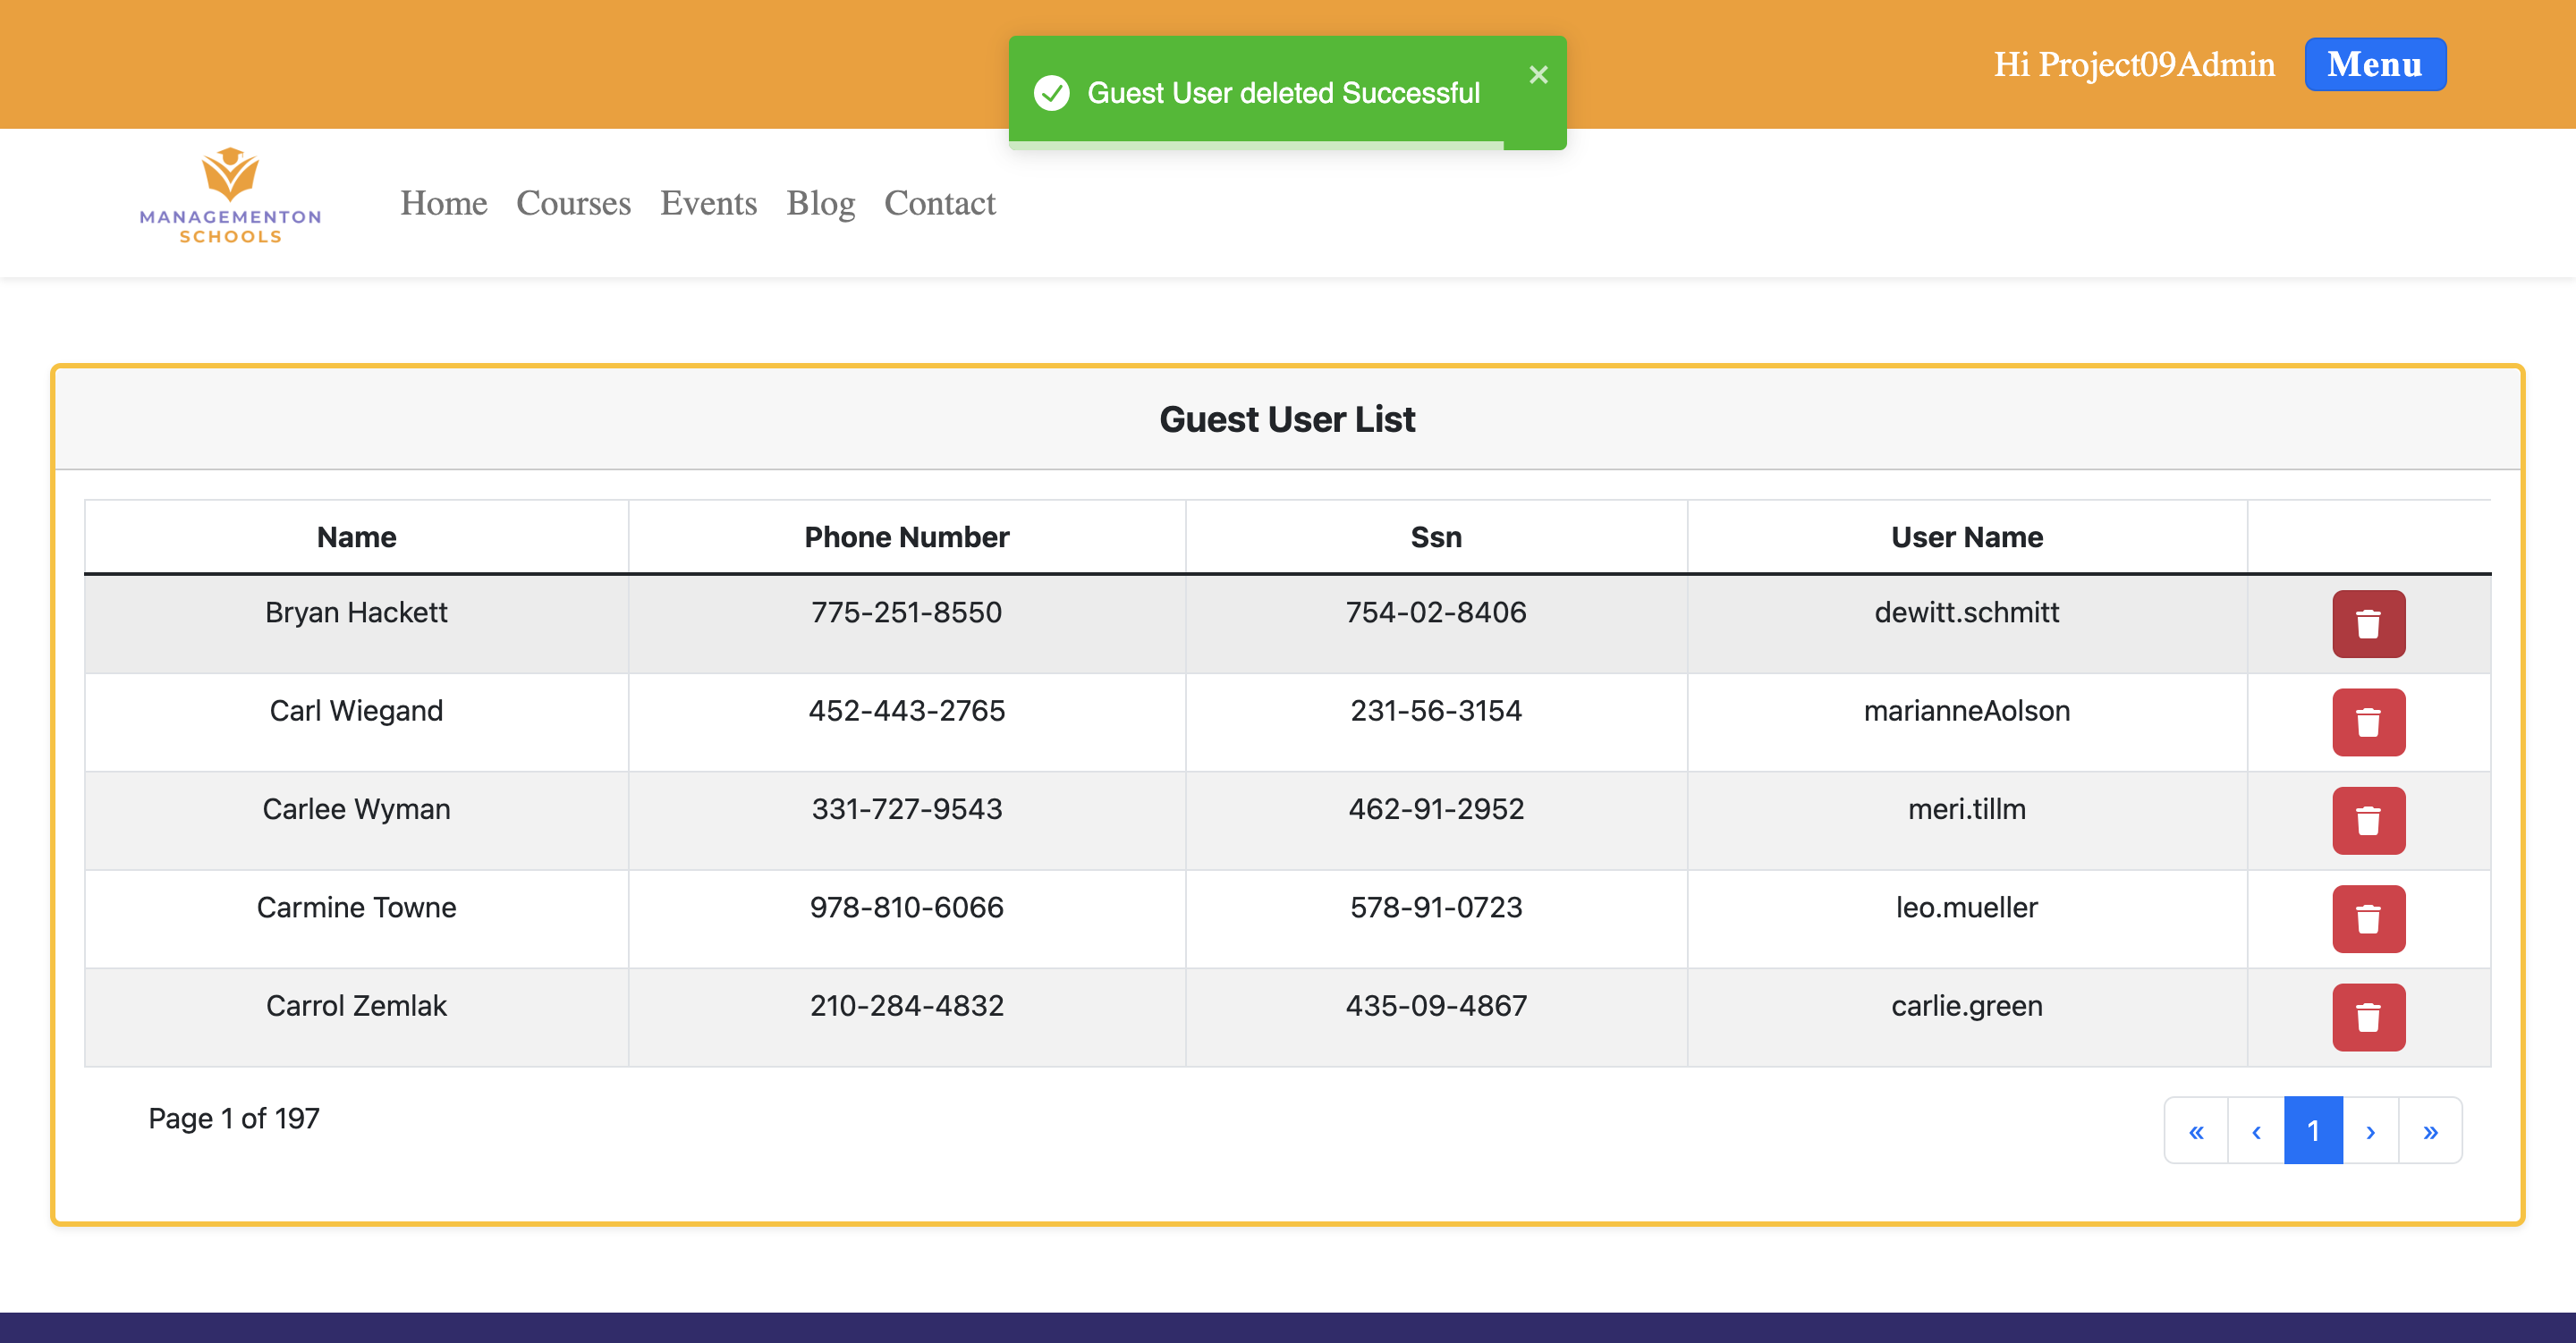 Guest User deleted Successful
Hi Project09Admin Menu
MANAGEMENTON
SCHOOLS
Home Courses Events Blog Contact
Guest User List
Name Phone Number Ssn User Name
Bryan Hackett 775-251-8550 754-02-8406 dewitt.schmitt
Carl Wiegand 452-443-2765 231-56-3154 marianneAolson
Carlee Wyman 331-727-9543 462-91-2952 meri.tillm
Carmine Towne 978-810-6066 578-91-0723 leo.mueller
Carrol Zemlak 210-284-4832 435-09-4867 carlie.green
Page 1 of 197
« ‹ 1 › »